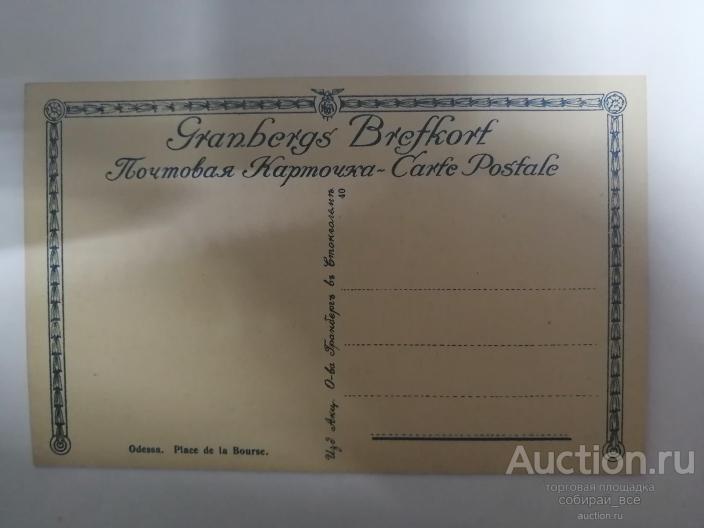 Granbergs Brefkort
Почтовая Карточка - Carte Postale
Изд. Акц. О-ва Гранбергъ въ Стокгольмѣ
40
Odessa. Place de la Bourse.
Auction.ru
торговая площадка
собирай_все
auction.ru